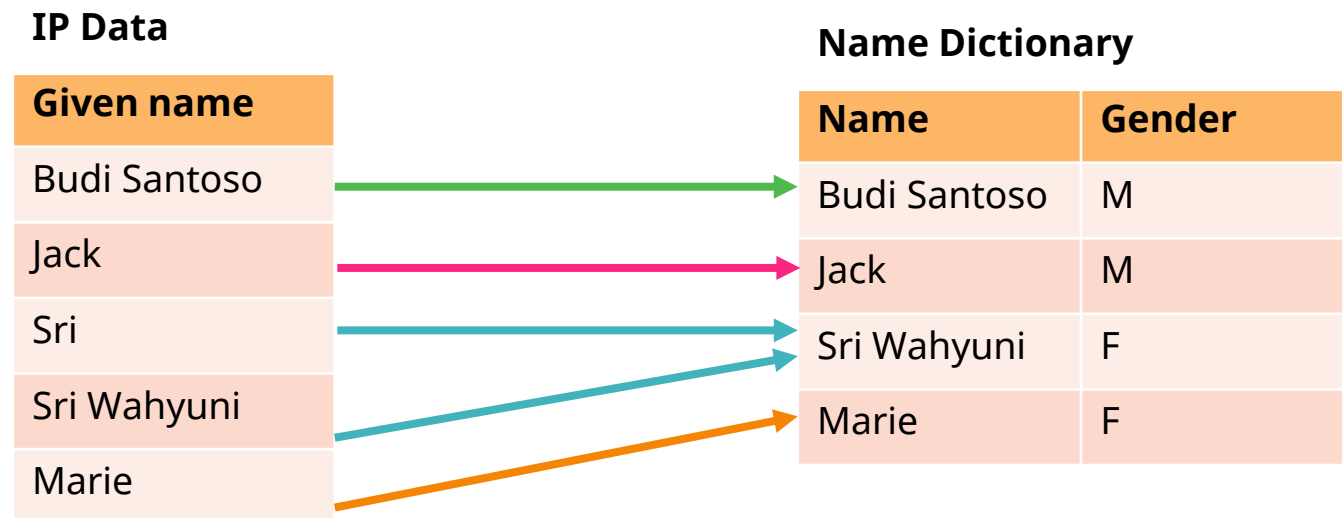 IP Data
Given name
Budi Santoso
Jack
Sri
Sri Wahyuni
Marie
Name Dictionary
Name Gender
Budi Santoso M
Jack M
Sri Wahyuni F
Marie F